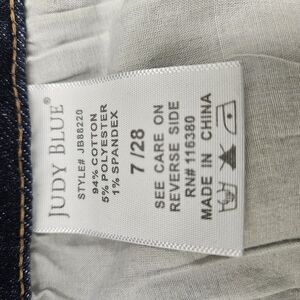 JUDY BLUE®
STYLE# JB88220
94% COTTON
5% POLYESTER
1% SPANDEX
7 / 28
SEE CARE ON
REVERSE SIDE
RN# 116380
MADE IN CHINA